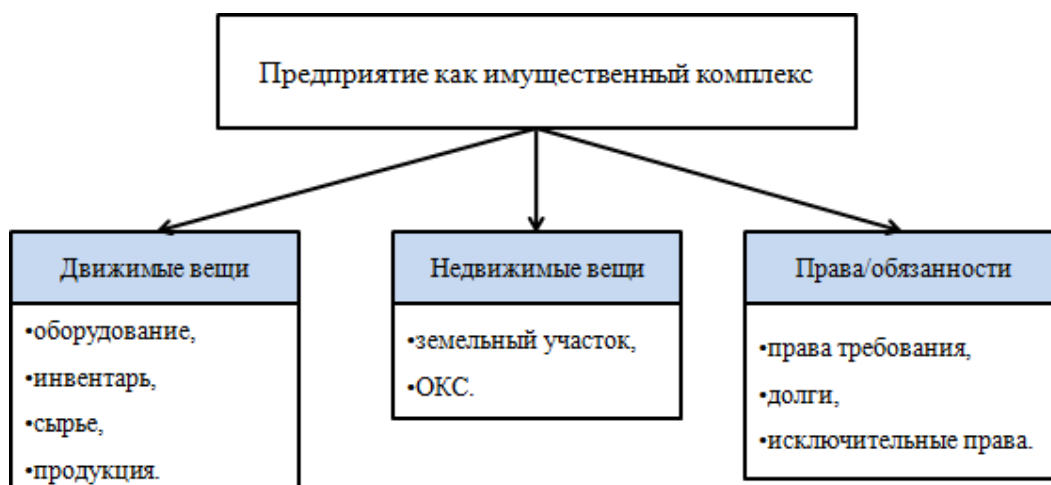 Предприятие как имущественный комплекс
Движимые вещи
•оборудование,
•инвентарь,
•сырье,
•продукция.
Недвижимые вещи
•земельный участок,
•ОКС.
Права/обязанности
•права требования,
•долги,
•исключительные права.